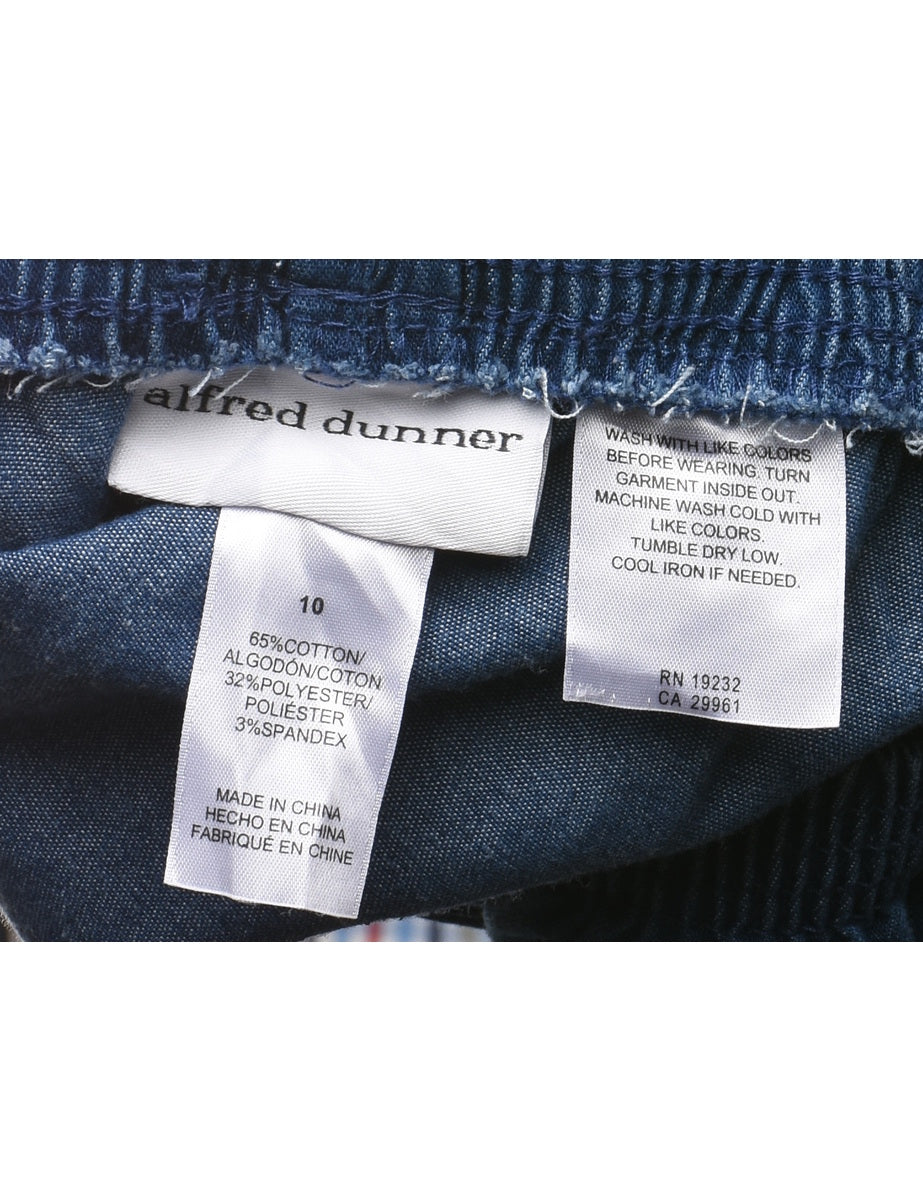 alfred dunner
10
65%COTTON/
ALGODÓN/COTON
32%POLYESTER/
POLIÉSTER
3%SPANDEX
MADE IN CHINA
HECHO EN CHINA
FABRIQUÉ EN CHINE
WASH WITH LIKE COLORS
BEFORE WEARING. TURN
GARMENT INSIDE OUT.
MACHINE WASH COLD WITH
LIKE COLORS.
TUMBLE DRY LOW.
COOL IRON IF NEEDED.
RN 19232
CA 29961